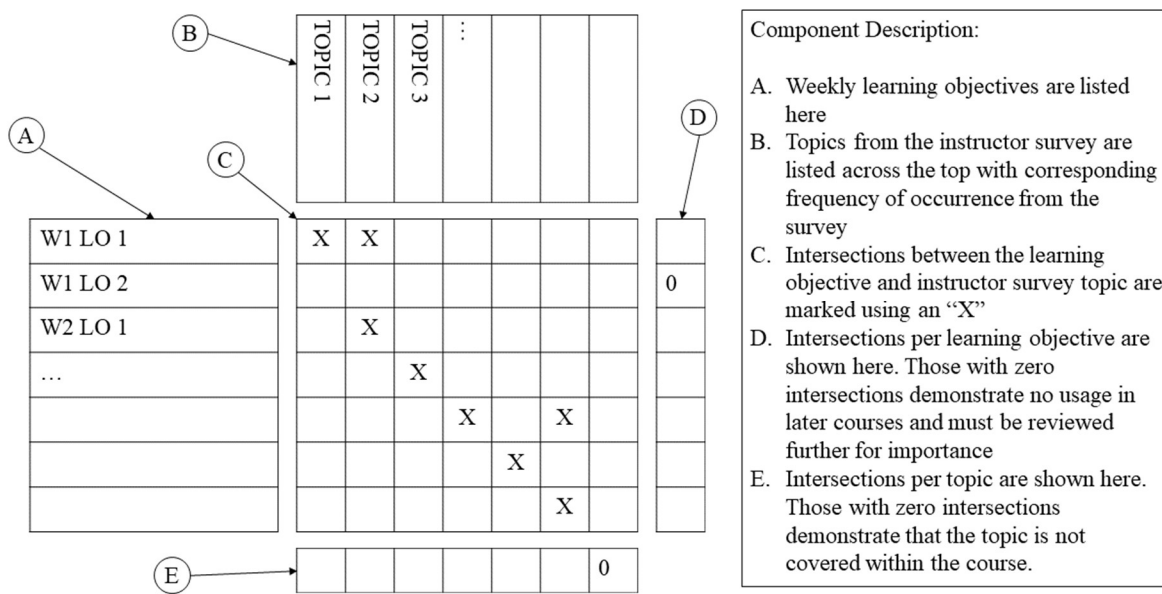 B
TOPIC 1
TOPIC 2
TOPIC 3
...
A
C
D
W1 LO 1
X X
W1 LO 2
0
W2 LO 1
X
...
X
X X
X
X
E
0
Component Description:
A. Weekly learning objectives are listed
here
B. Topics from the instructor survey are
listed across the top with corresponding
frequency of occurrence from the
survey
C. Intersections between the learning
objective and instructor survey topic are
marked using an “X”
D. Intersections per learning objective are
shown here. Those with zero
intersections demonstrate no usage in
later courses and must be reviewed
further for importance
E. Intersections per topic are shown here.
Those with zero intersections
demonstrate that the topic is not
covered within the course.